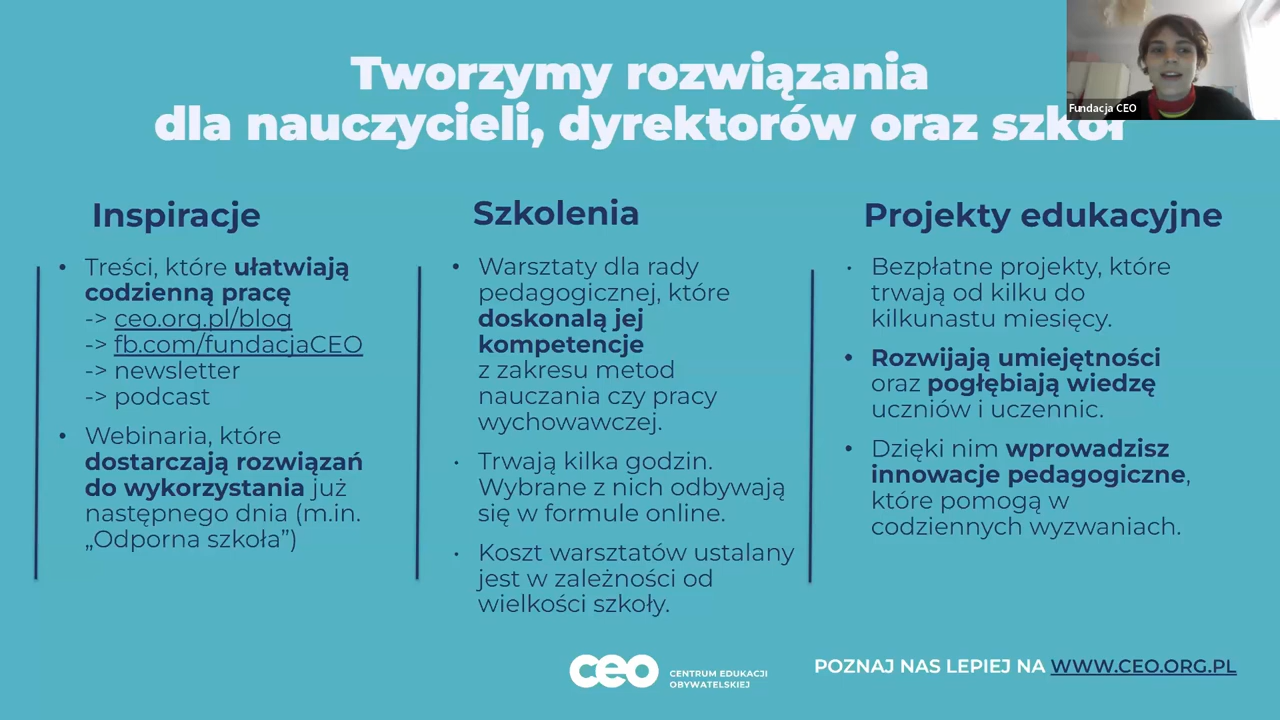 Tworzymy rozwiązania
dla nauczycieli, dyrektorów oraz szkół
Fundacja CEO
Inspiracje
• Treści, które ułatwiają
codzienną pracę
-> ceo.org.pl/blog
-> fb.com/fundacjaCEO
-> newsletter
-> podcast
• Webinaria, które
dostarczają rozwiązań
do wykorzystania już
następnego dnia (m.in.
„Odporna szkoła”)
Szkolenia
• Warsztaty dla rady
pedagogicznej, które
doskonalą jej
kompetencje
z zakresu metod
nauczania czy pracy
wychowawczej.
• Trwają kilka godzin.
Wybrane z nich odbywają
się w formule online.
• Koszt warsztatów ustalany
jest w zależności od
wielkości szkoły.
Projekty edukacyjne
• Bezpłatne projekty, które
trwają od kilku do
kilkunastu miesięcy.
• Rozwijają umiejętności
oraz pogłębiają wiedzę
uczniów i uczennic.
• Dzięki nim wprowadzisz
innowacje pedagogiczne,
które pomogą w
codziennych wyzwaniach.
ceo
CENTRUM EDUKACJI
OBYWATELSKIEJ
POZNAJ NAS LEPIEJ NA WWW.CEO.ORG.PL